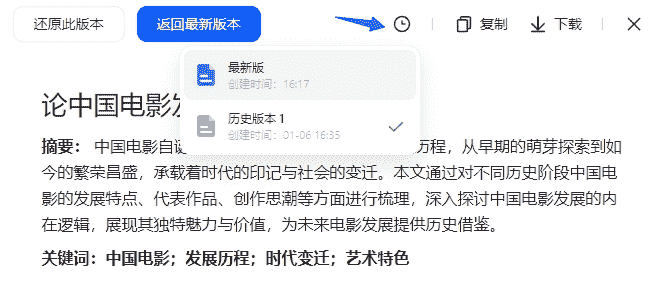 还原此版本 返回最新版本 复制 下载
最新版
创建时间：16:17
历史版本 1
创建时间：01-06 16:35
论中国电影发
摘要： 中国电影自 历程，从早期的萌芽探索到如
今的繁荣昌盛，承载着时代的印记与社会的变迁。本文通过对不同历史阶段中国电
影的发展特点、代表作品、创作思潮等方面进行梳理，深入探讨中国电影发展的内
在逻辑，展现其独特魅力与价值，为未来电影发展提供历史借鉴。
关键词：中国电影；发展历程；时代变迁；艺术特色